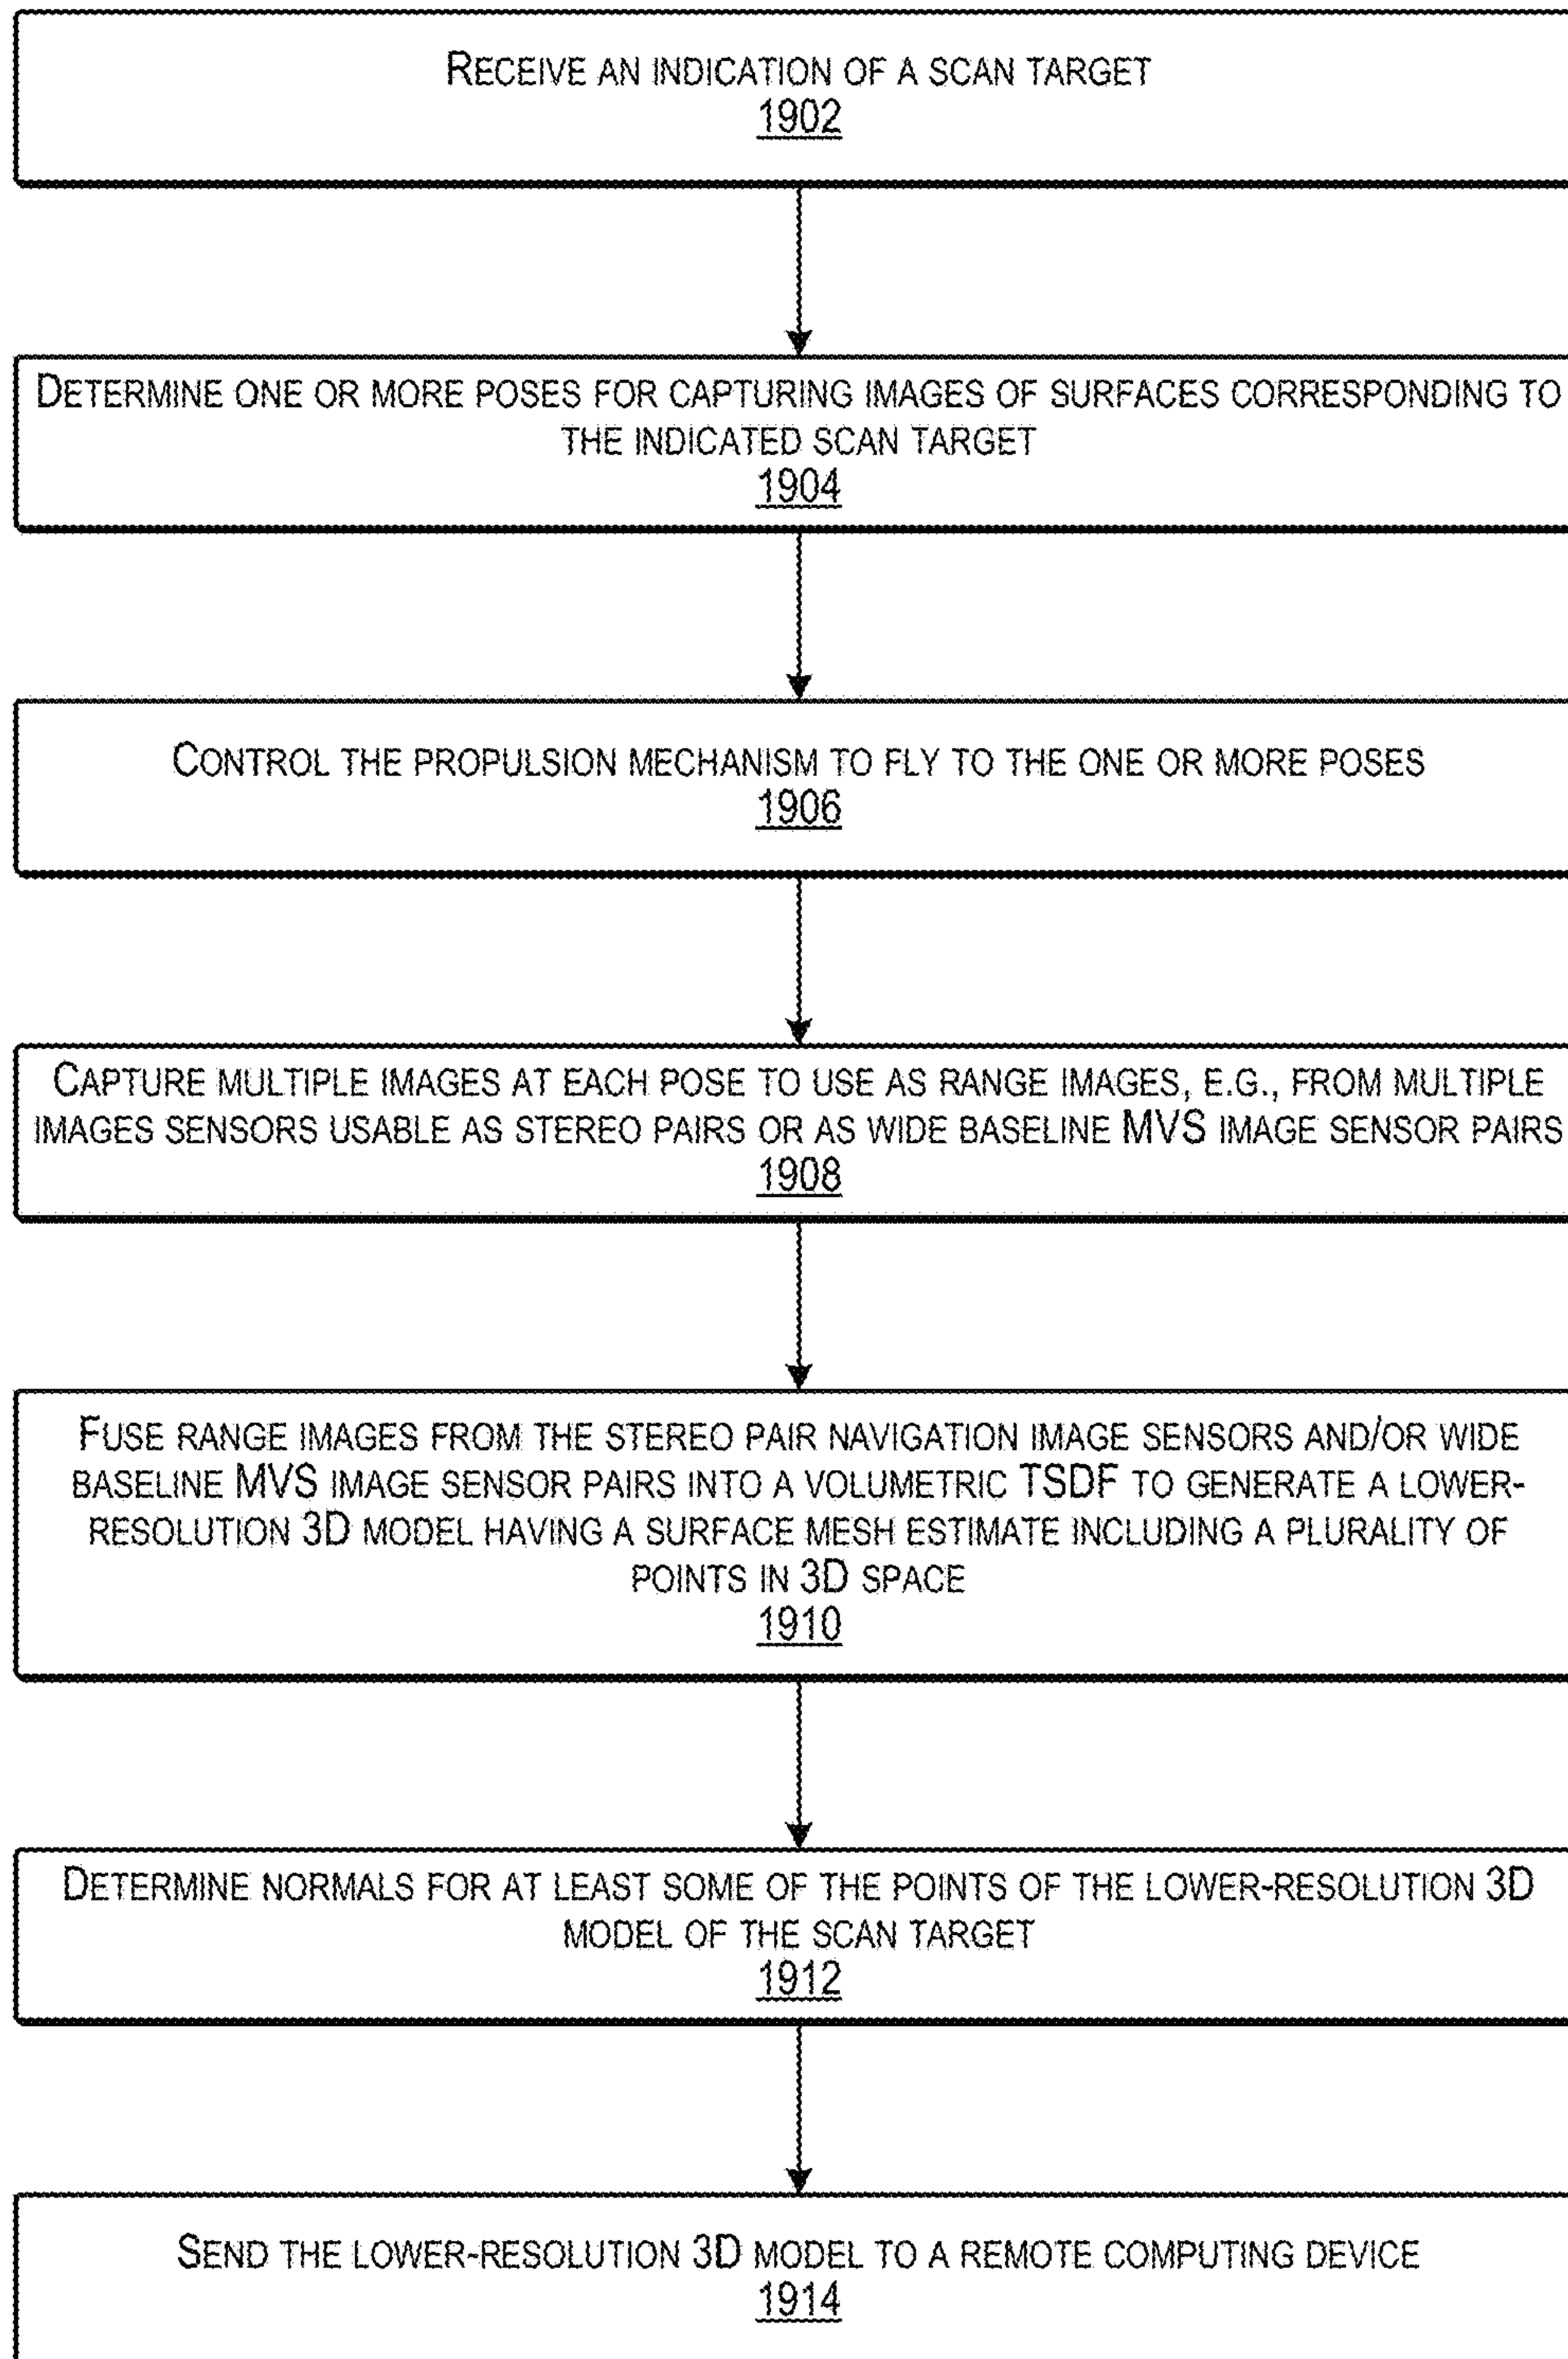 RECEIVE AN INDICATION OF A SCAN TARGET
1902
DETERMINE ONE OR MORE POSES FOR CAPTURING IMAGES OF SURFACES CORRESPONDING TO
THE INDICATED SCAN TARGET
1904
CONTROL THE PROPULSION MECHANISM TO FLY TO THE ONE OR MORE POSES
1906
CAPTURE MULTIPLE IMAGES AT EACH POSE TO USE AS RANGE IMAGES, E.G., FROM MULTIPLE
IMAGES SENSORS USABLE AS STEREO PAIRS OR AS WIDE BASELINE MVS IMAGE SENSOR PAIRS
1908
FUSE RANGE IMAGES FROM THE STEREO PAIR NAVIGATION IMAGE SENSORS AND/OR WIDE
BASELINE MVS IMAGE SENSOR PAIRS INTO A VOLUMETRIC TSDF TO GENERATE A LOWER-
RESOLUTION 3D MODEL HAVING A SURFACE MESH ESTIMATE INCLUDING A PLURALITY OF
POINTS IN 3D SPACE
1910
DETERMINE NORMALS FOR AT LEAST SOME OF THE POINTS OF THE LOWER-RESOLUTION 3D
MODEL OF THE SCAN TARGET
1912
SEND THE LOWER-RESOLUTION 3D MODEL TO A REMOTE COMPUTING DEVICE
1914